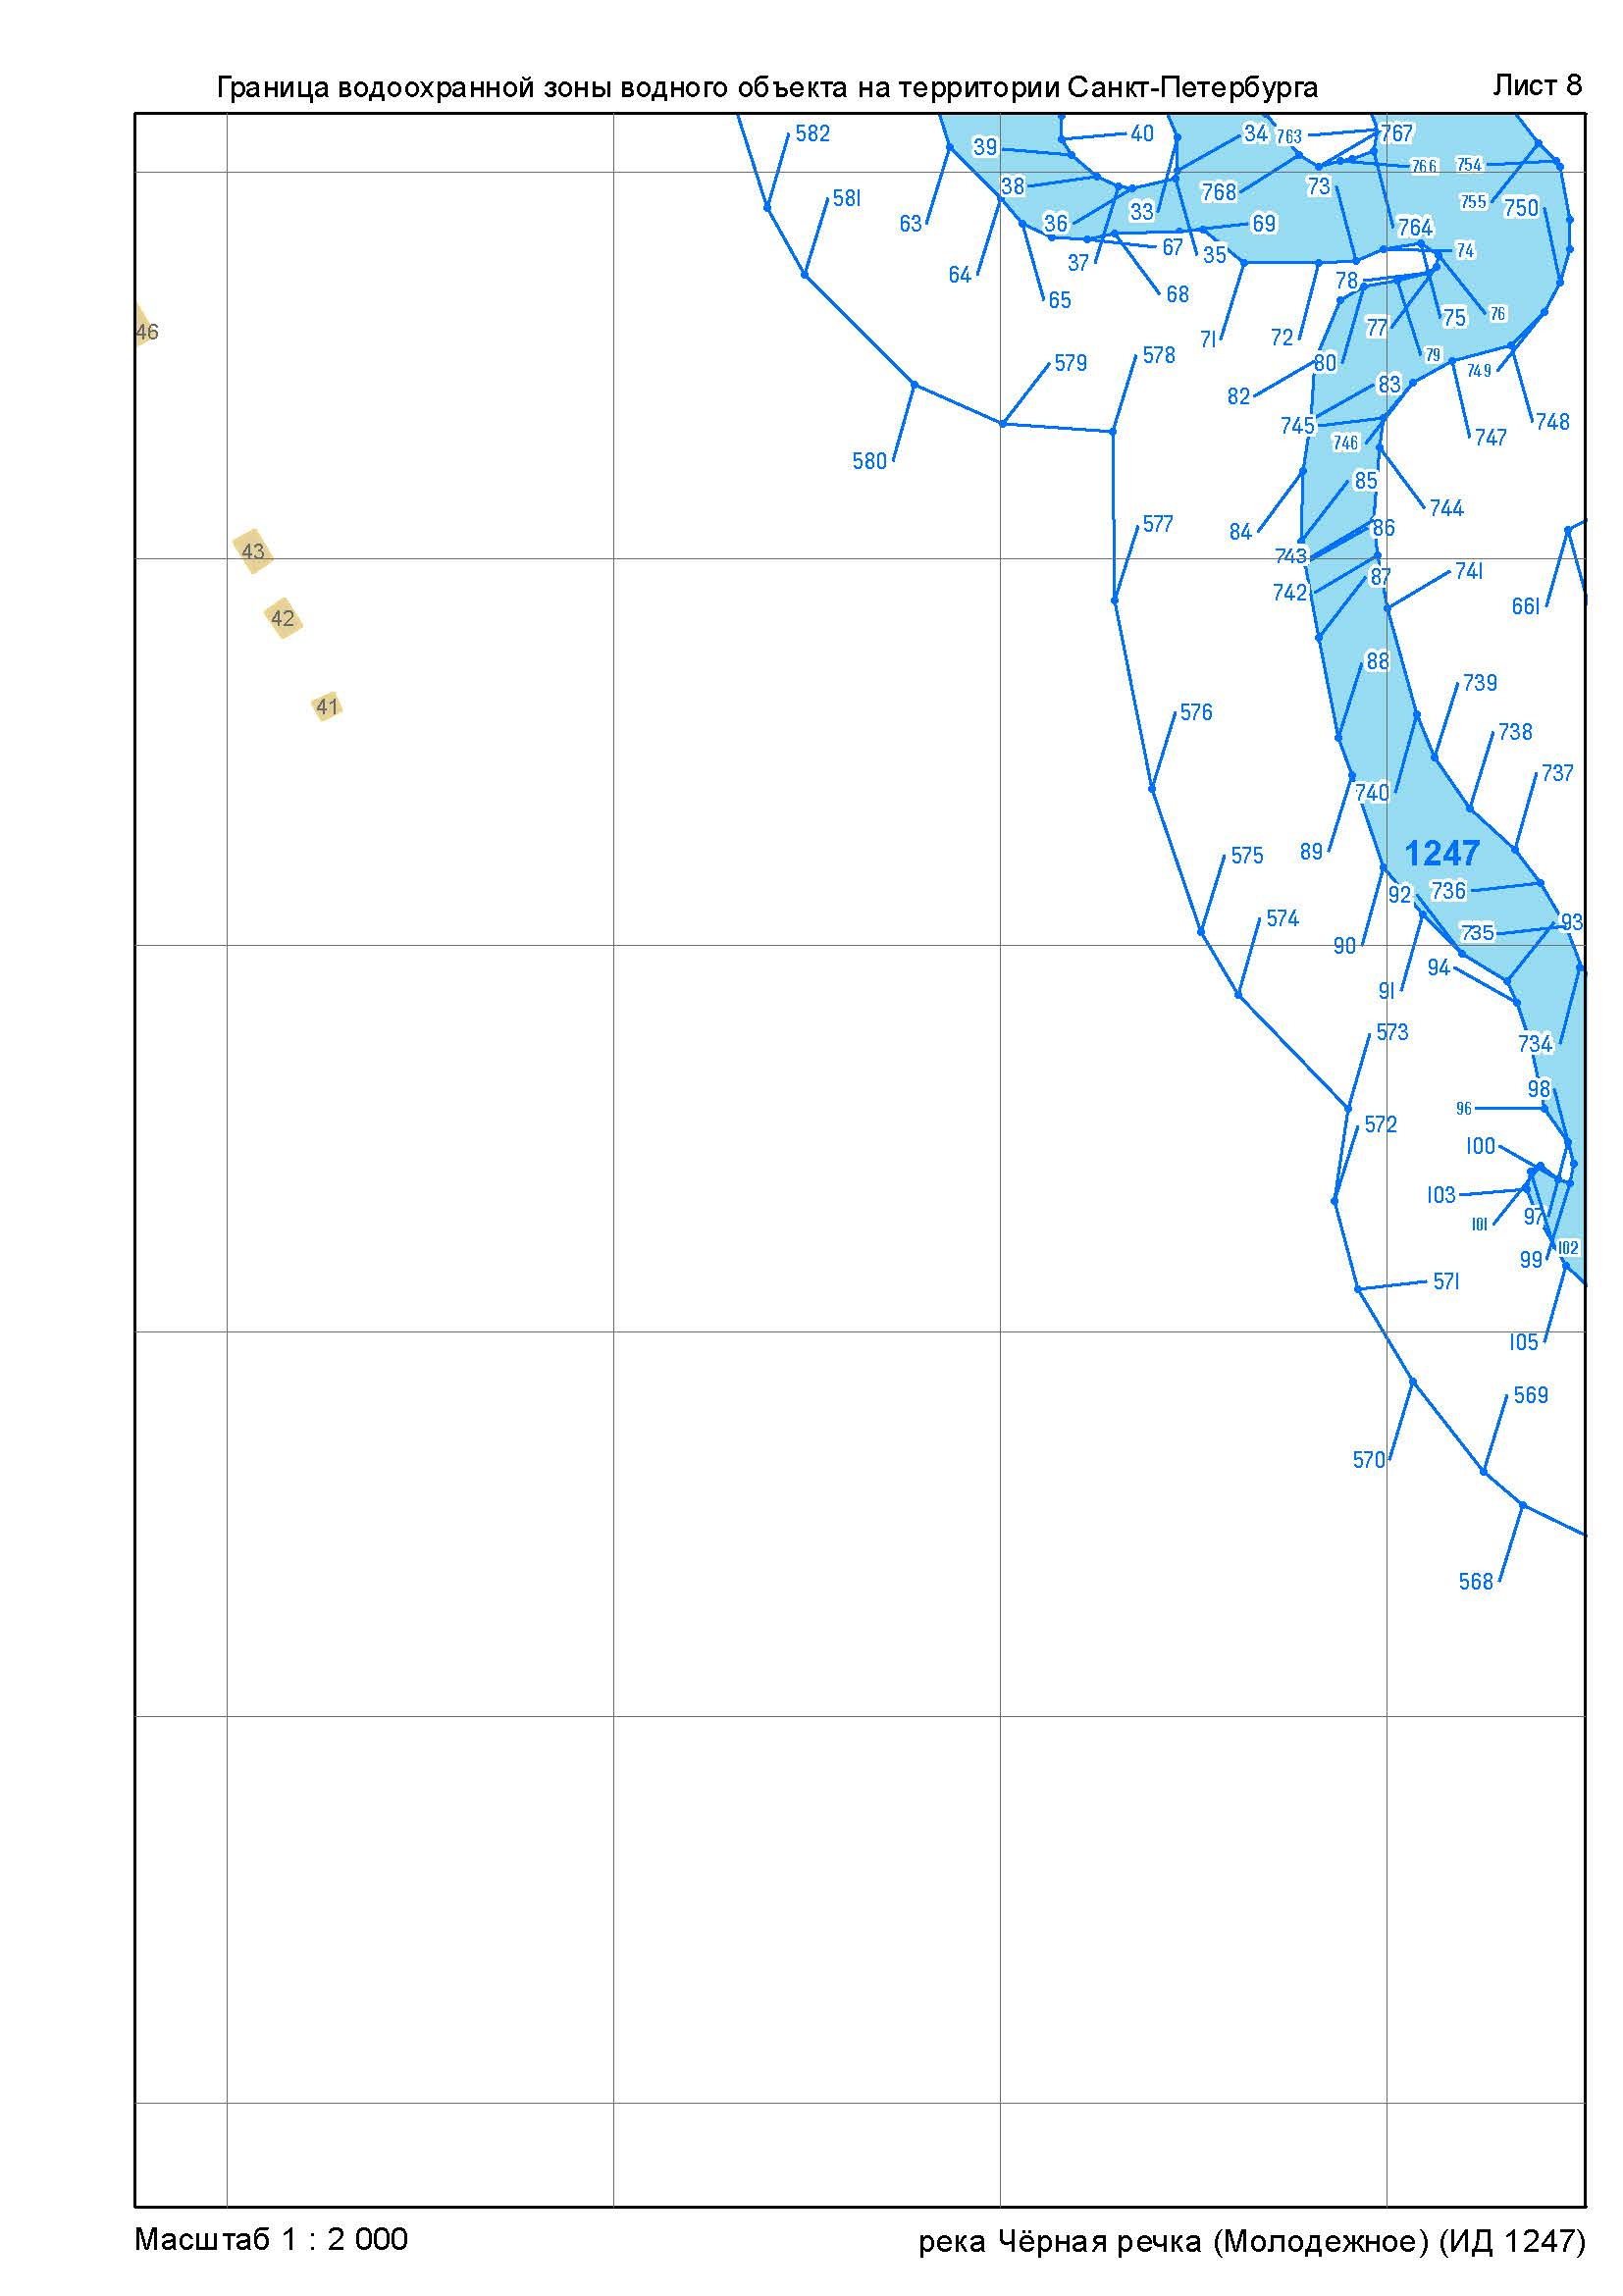 Граница водоохранной зоны водного объекта на территории Санкт-Петербурга Лист 8
582 39 40 34 763 767
38 768 73 766 754
581 63 36 33 69 755 750
64 37 67 35 764 74
65 68 78
46 71 72 77 75 76
579 578 80 79 749
82 83
580 745 746 747 748
85 744
577 84 86
43 743 87 741
42 742 661
88 739
41 576 738
740 737
575 89 1247
574 92 736
90 735 93
94
91
573 734
98
572 96
100
103
101 97
102
99
571
105
569
570
568
Масштаб 1 : 2 000 река Чёрная речка (Молодежное) (ИД 1247)